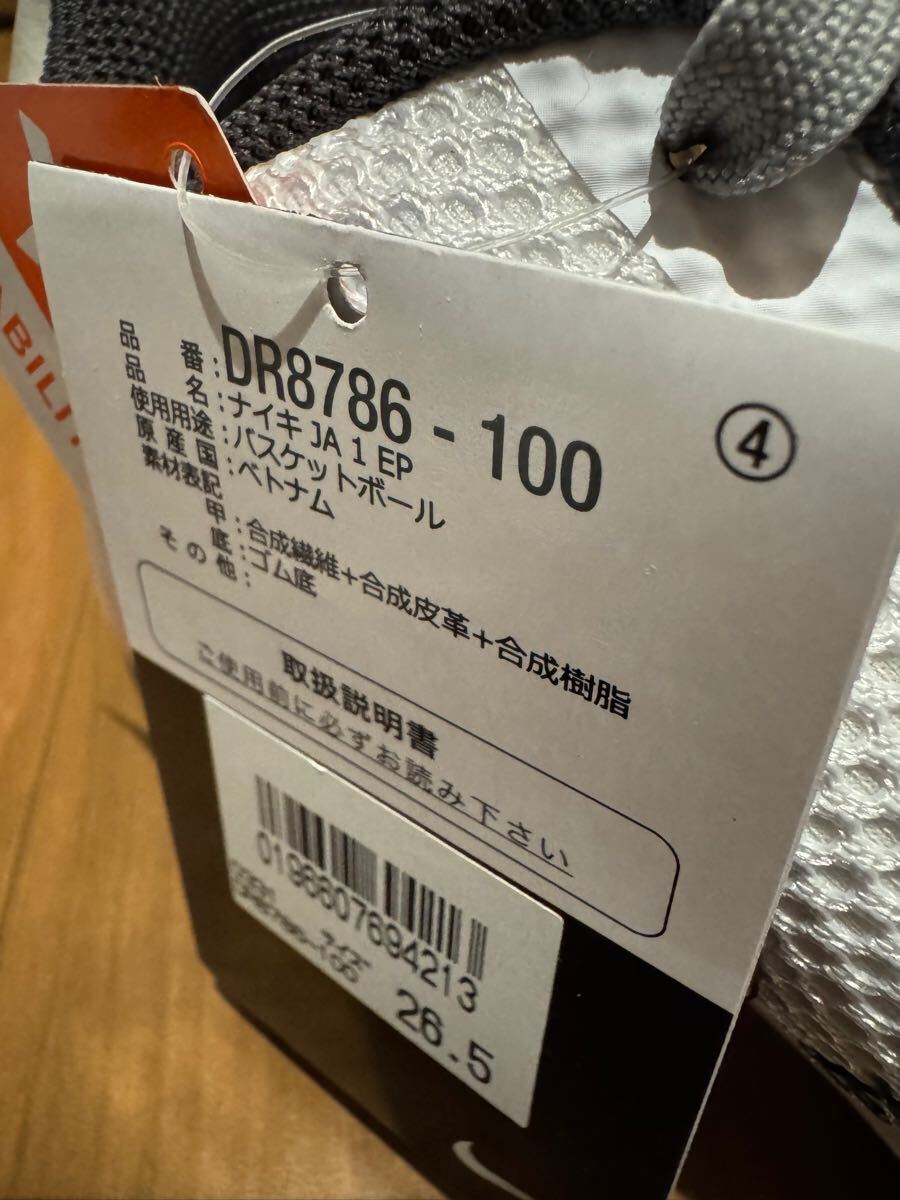 ABILI
品番:DR8786-100
④
品名:ナイキ JA 1 EP
使用用途:バスケットボール
原産国:ベトナム
素材表記
甲:合成繊維+合成皮革+合成樹脂
底:ゴム底
その他:
取扱説明書
ご使用前に必ずお読み下さい
0196607694213
サイズ
26.5